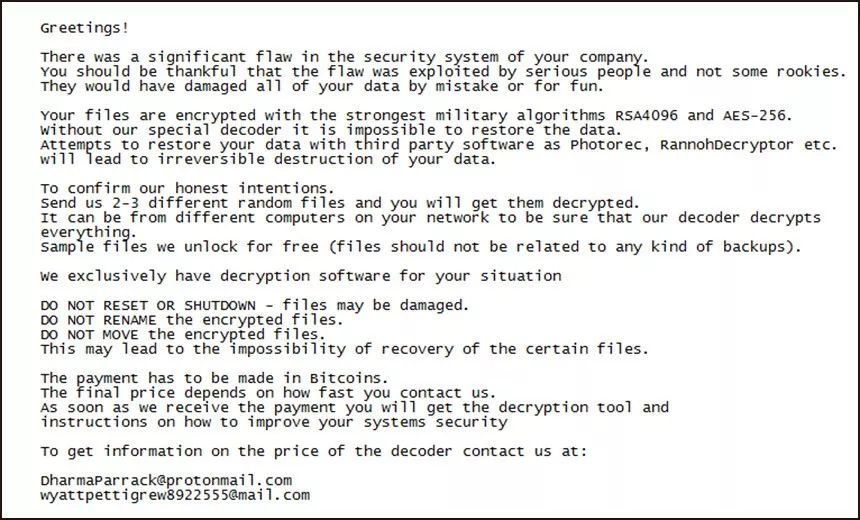 Greetings!
There was a significant flaw in the security system of your company.
You should be thankful that the flaw was exploited by serious people and not some rookies.
They would have damaged all of your data by mistake or for fun.
Your files are encrypted with the strongest military algorithms RSA4096 and AES-256.
Without our special decoder it is impossible to restore the data.
Attempts to restore your data with third party software as Photorec, RannohDecryptor etc.
will lead to irreversible destruction of your data.
To confirm our honest intentions.
Send us 2-3 different random files and you will get them decrypted.
It can be from different computers on your network to be sure that our decoder decrypts
everything.
Sample files we unlock for free (files should not be related to any kind of backups).
We exclusively have decryption software for your situation
DO NOT RESET OR SHUTDOWN - files may be damaged.
DO NOT RENAME the encrypted files.
DO NOT MOVE the encrypted files.
This may lead to the impossibility of recovery of the certain files.
The payment has to be made in Bitcoins.
The final price depends on how fast you contact us.
As soon as we receive the payment you will get the decryption tool and
instructions on how to improve your systems security
To get information on the price of the decoder contact us at:
DharmaParrack@protonmail.com
wyattpettigrew8922555@mail.com